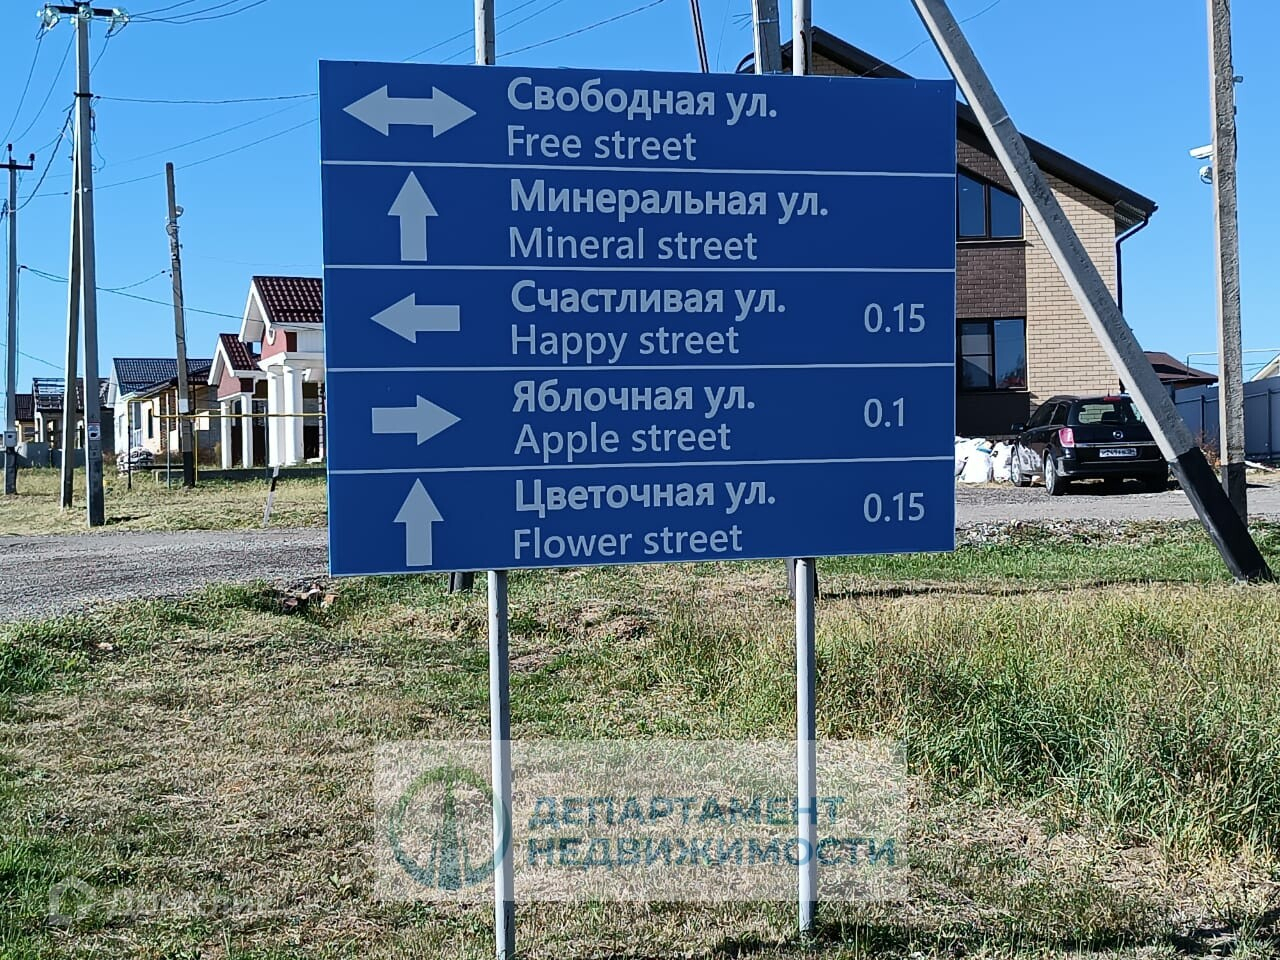 Свободная ул.
Free street
Минеральная ул.
Mineral street
Счастливая ул.
Happy street 0.15
Яблочная ул.
Apple street 0.1
Цветочная ул.
Flower street 0.15
ДЕПАРТАМЕНТ
НЕДВИЖИМОСТИ